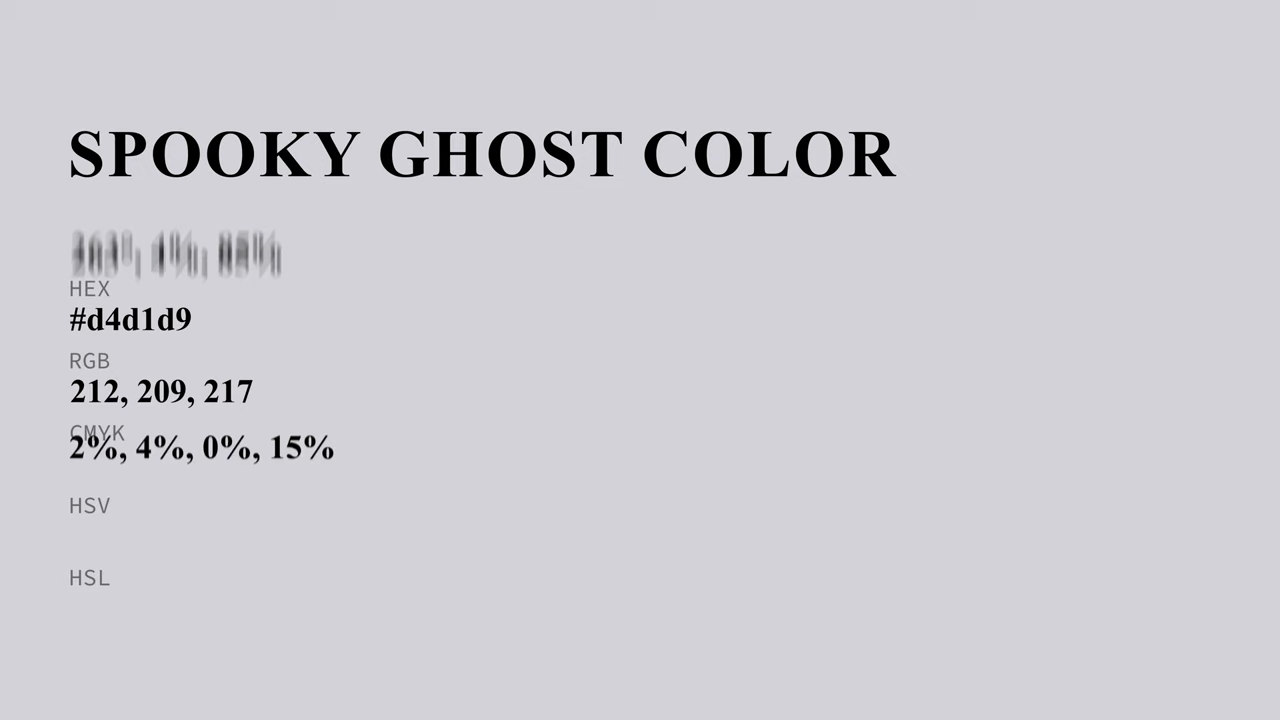 SPOOKY GHOST COLOR
HEX
#d4d1d9
RGB
212, 209, 217
CMYK
2%, 4%, 0%, 15%
HSV
HSL